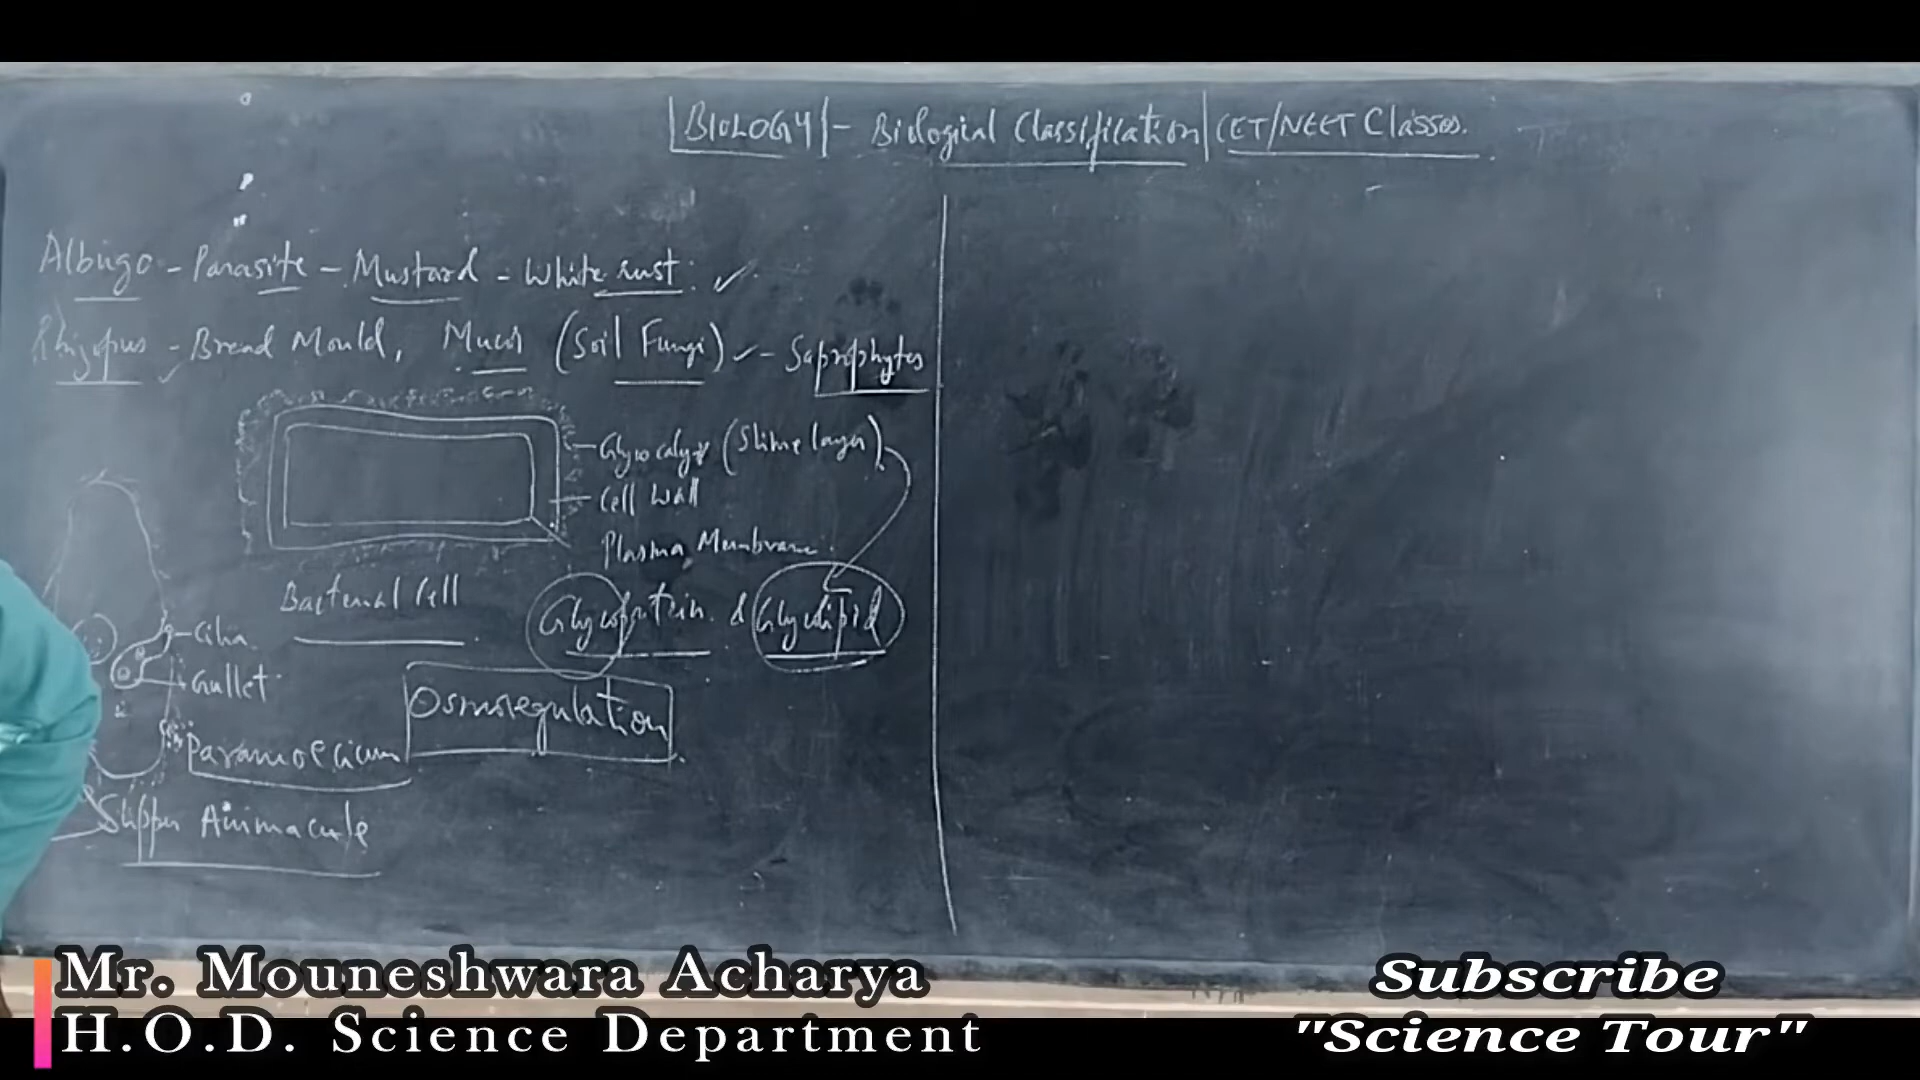 BIOLOGY - Biological Classification CET/NEET Classes.
Albugo - Parasite - Mustard - White rust.
Rhizopus - Bread Mould, Mucor (Soil Fungi) - Saprophytes
Glycocalyx (Slime layer)
Cell Wall
Plasma Membrane
Bacterial Cell
Glycoprotein & Glycolipid
Cilia
Gullet
Osmoregulation
Paramoecium
Slipper Animacule
Mr. Mouneshwara Acharya
H.O.D. Science Department
Subscribe
"Science Tour"